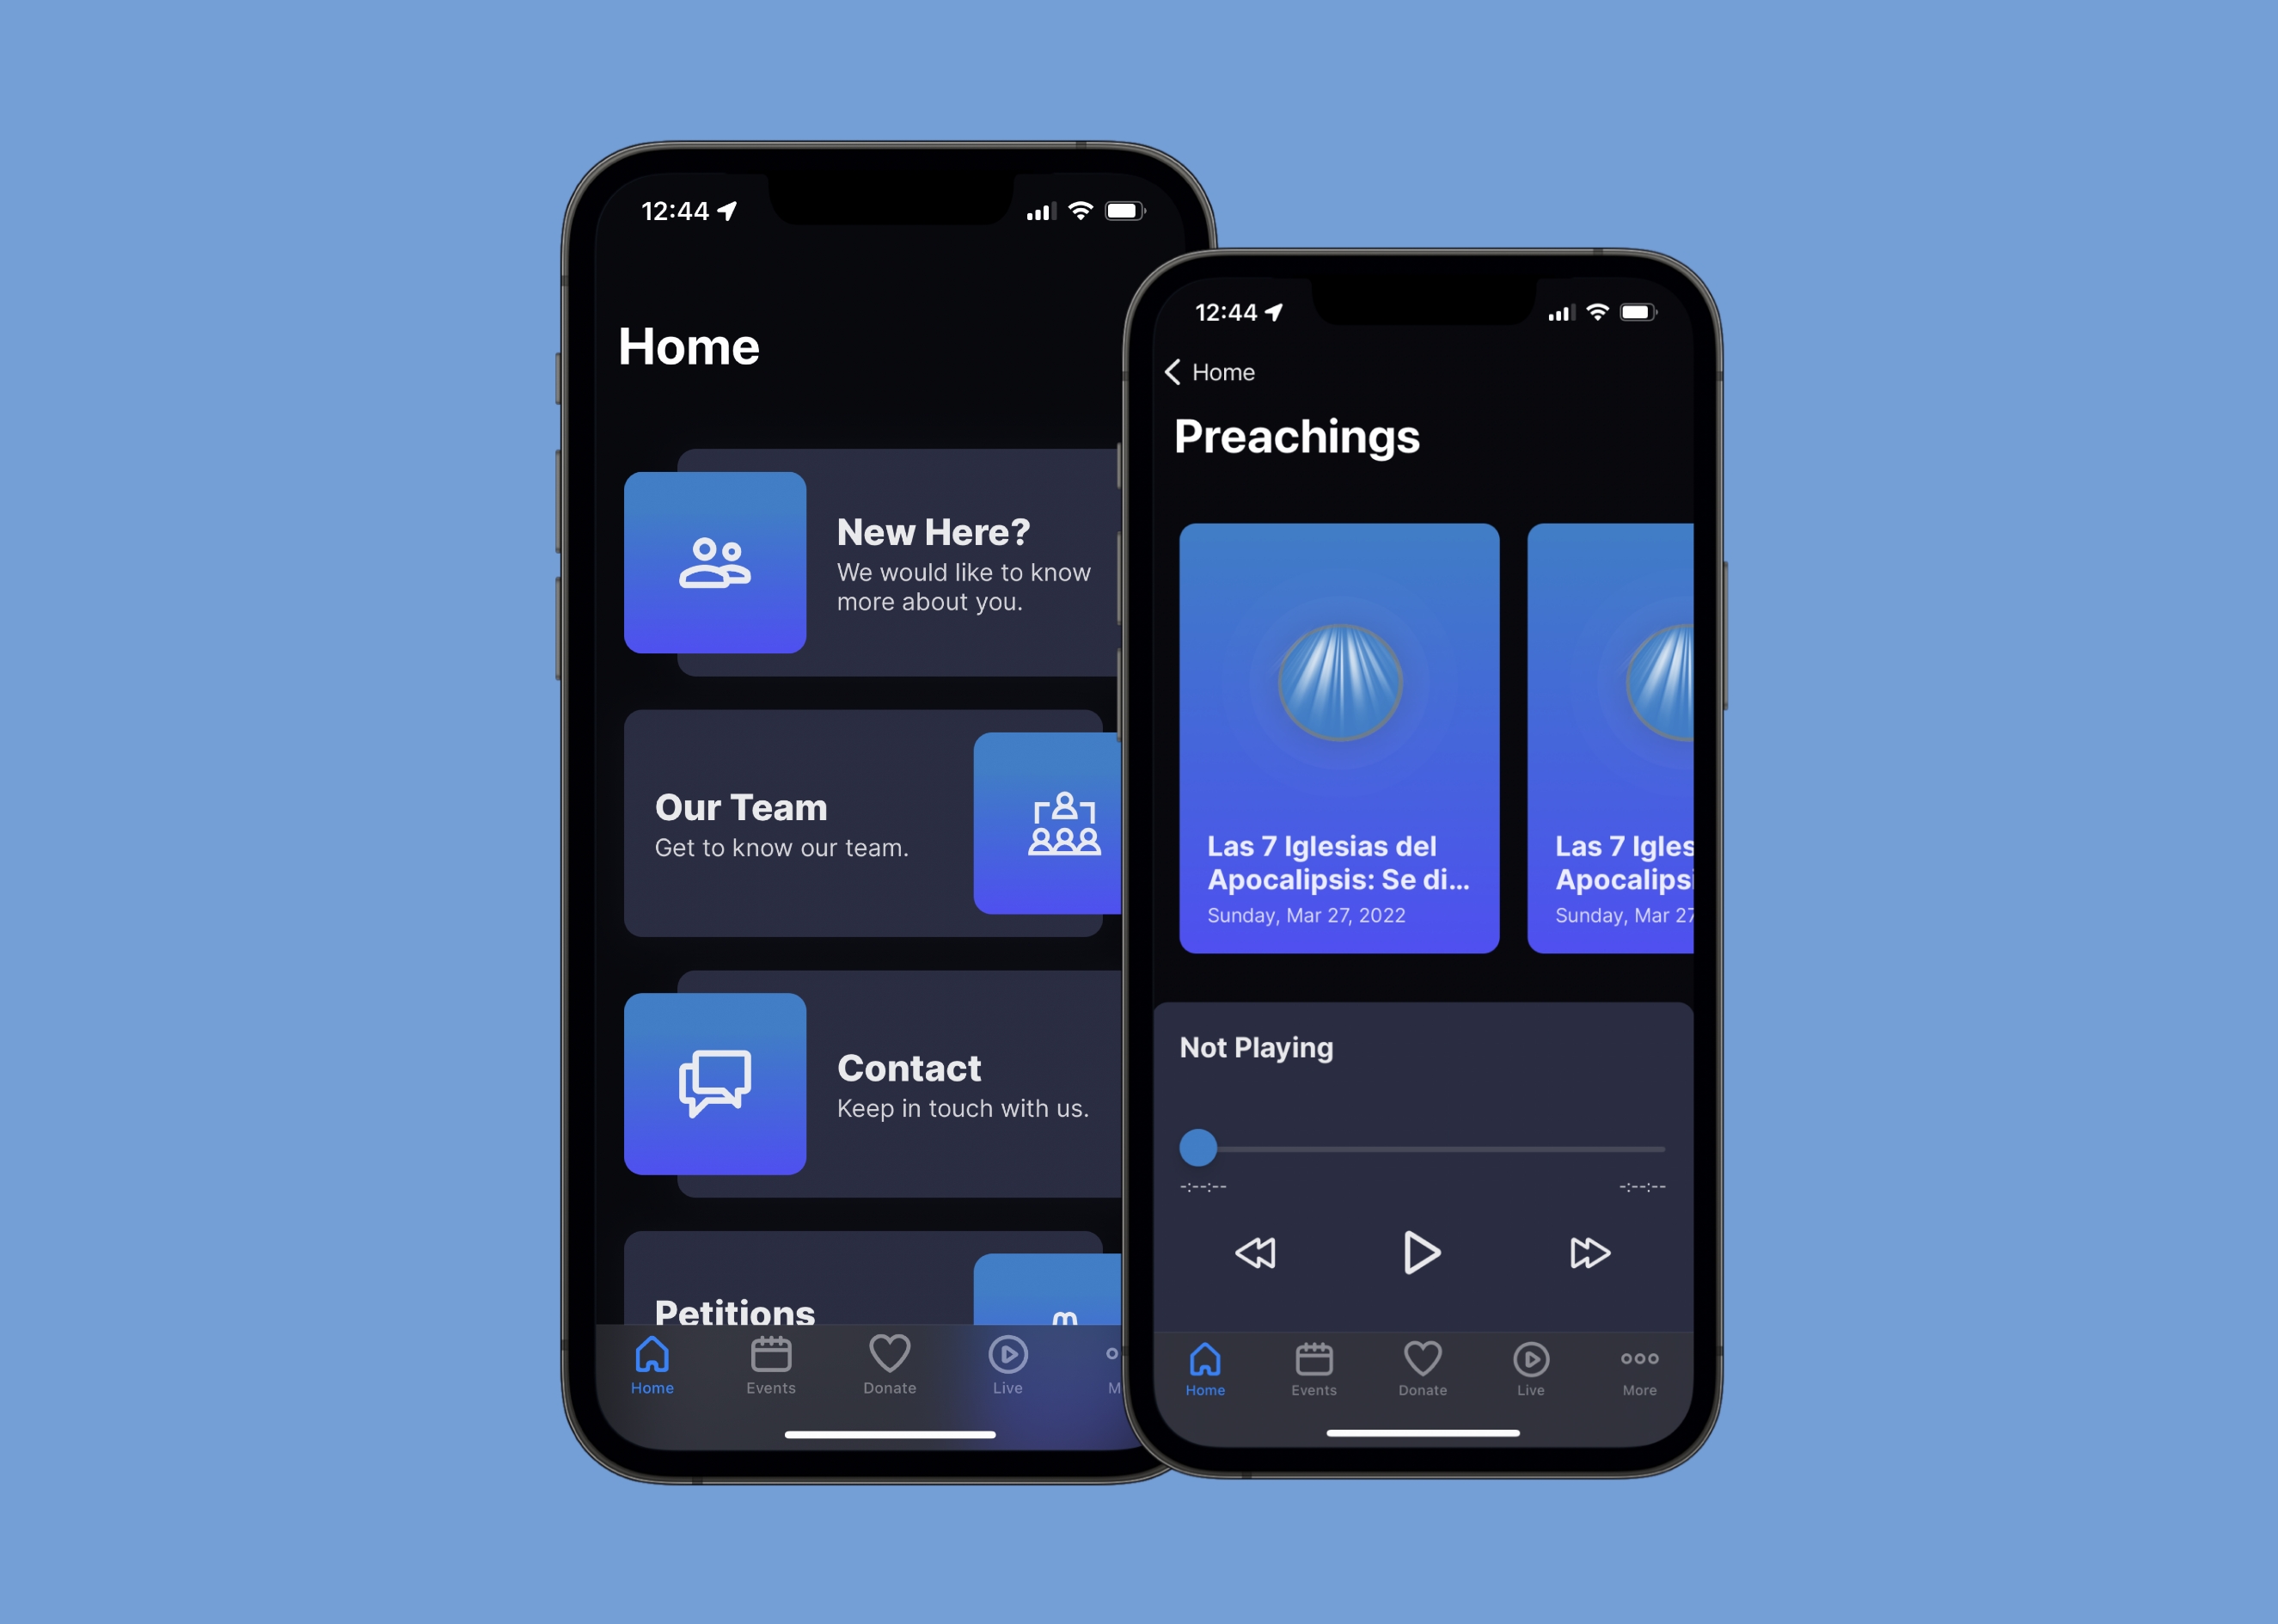 12:44
Home
New Here?
We would like to know
more about you.
Our Team
Get to know our team.
Contact
Keep in touch with us.
Petitions
Home
Events
Donate
Live
M
12:44
Home
Preachings
Las 7 Iglesias del
Apocalipsis: Se di...
Sunday, Mar 27, 2022
Las 7 Igles
Apocalipsi
Sunday, Mar 27
Not Playing
-:--:--
-:--:--
Home
Events
Donate
Live
More